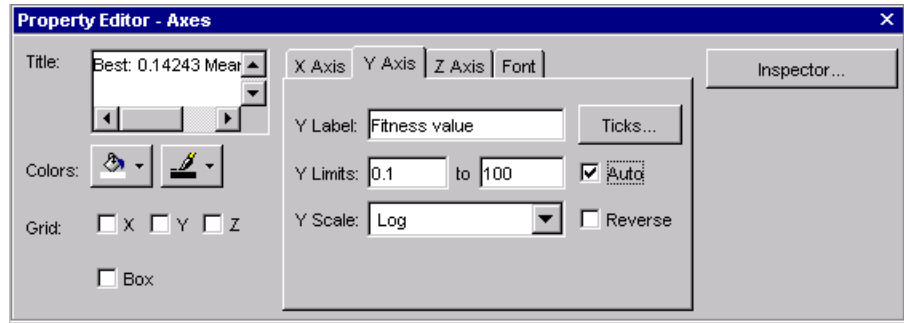 Property Editor - Axes
Title:
Best: 0.14243 Mear
X Axis Y Axis Z Axis Font
Inspector...
Y Label: Fitness value Ticks...
Colors:
Y Limits: 0.1 to 100 Auto
Grid: X Y Z
Y Scale: Log Reverse
Box